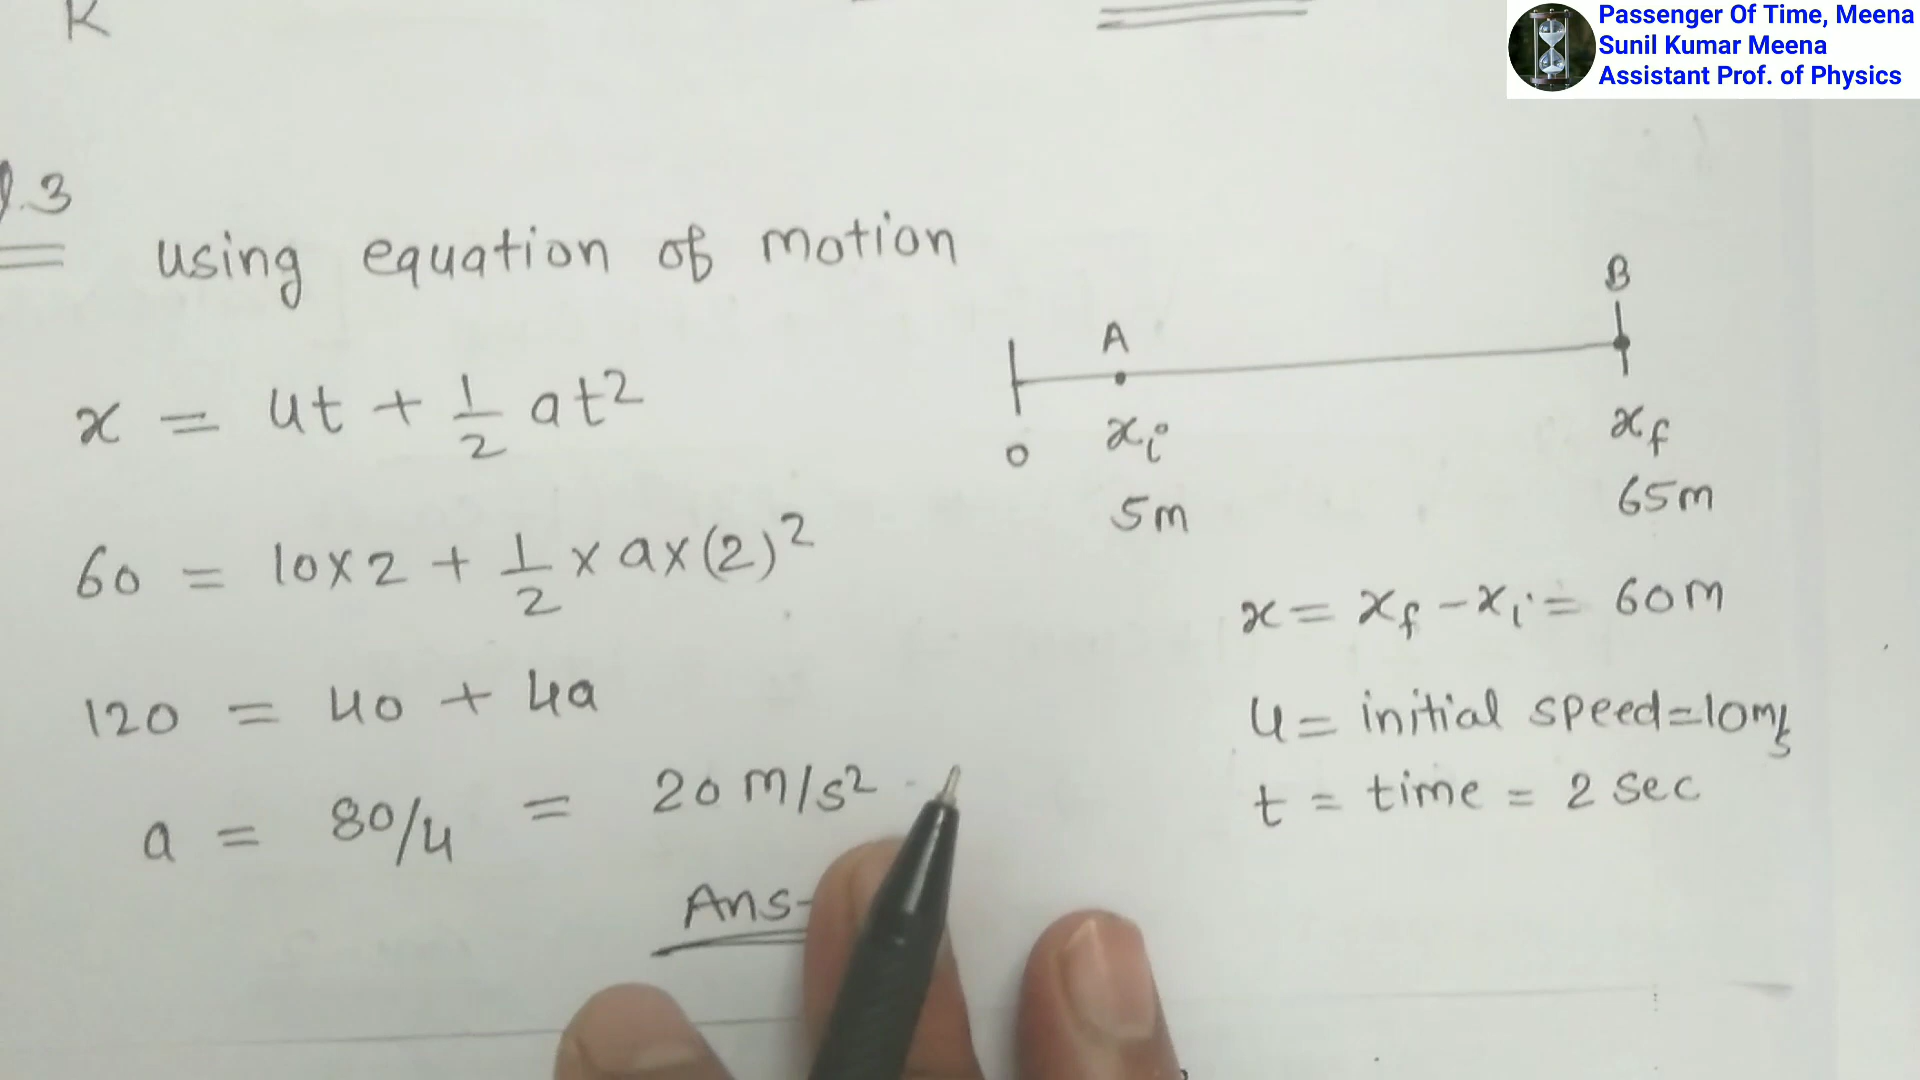 K
Passenger Of Time, Meena
Sunil Kumar Meena
Assistant Prof. of Physics
Q.3
using equation of motion
x = ut + 1/2 at²
60 = 10x2 + 1/2 x a x (2)²
120 = 40 + 4a
a = 80/4 = 20 m/s²
Ans-
A B
0 xi xf
5m 65m
x = xf - xi = 60m
u = initial speed = 10m/s
t = time = 2 sec